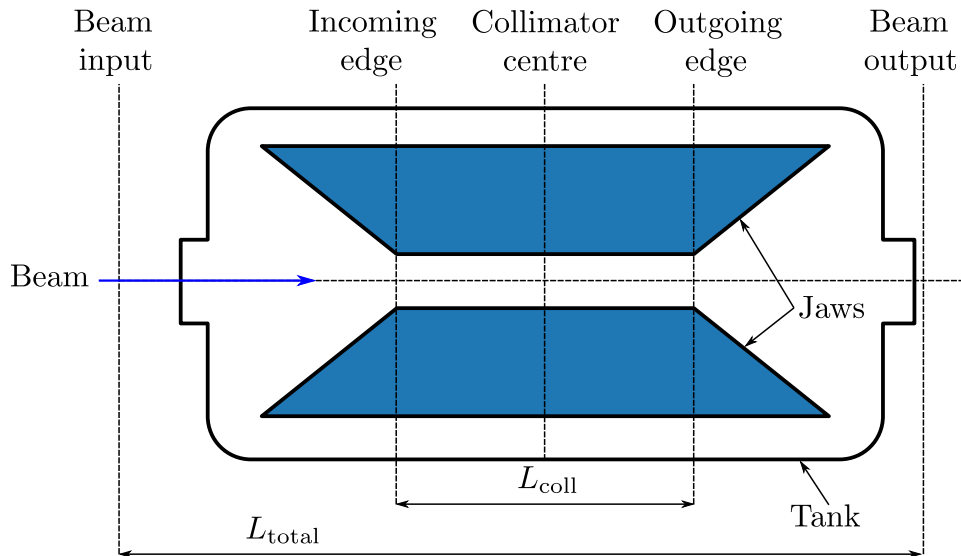 Beam
input
Incoming
edge
Collimator
centre
Outgoing
edge
Beam
output
Beam
Jaws
L_coll
Tank
L_total